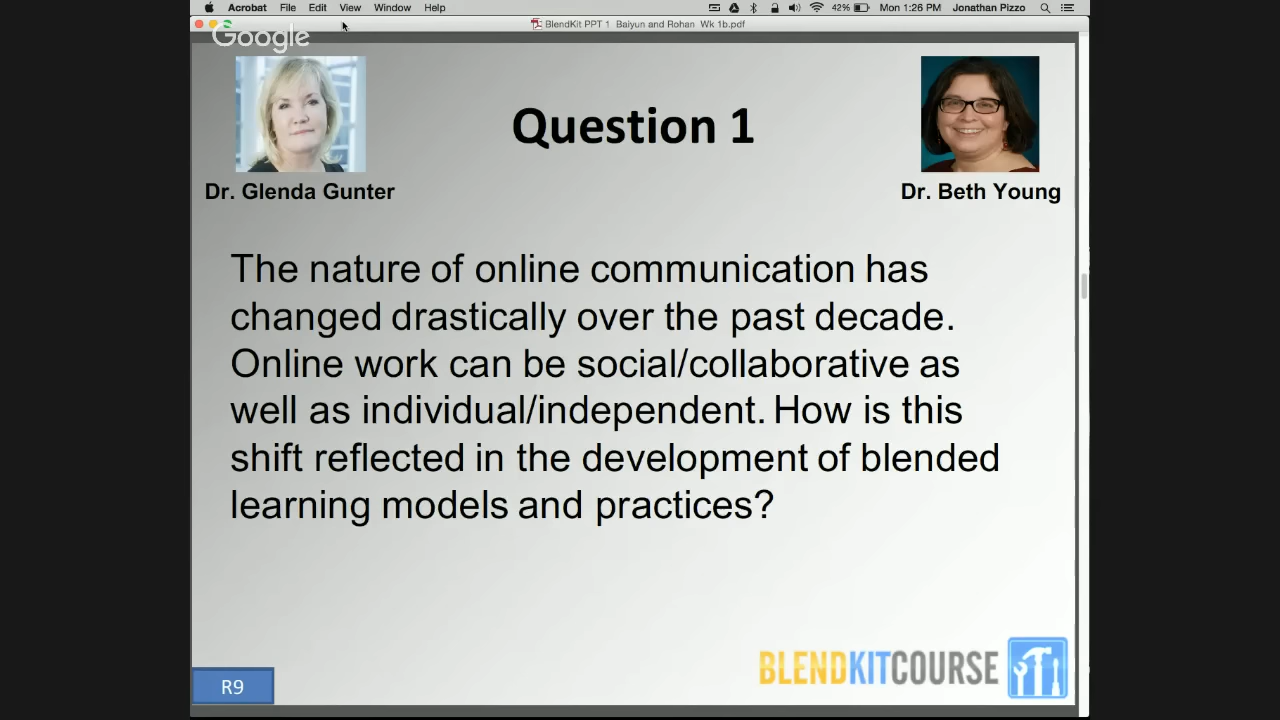 Acrobat File Edit View Window Help 42% Mon 1:26 PM Jonathan Pizzo
BlendKit PPT 1 Baiyun and Rohan Wk 1b.pdf
Google
Question 1
Dr. Glenda Gunter
Dr. Beth Young
The nature of online communication has
changed drastically over the past decade.
Online work can be social/collaborative as
well as individual/independent. How is this
shift reflected in the development of blended
learning models and practices?
BLENDKITCOURSE
R9